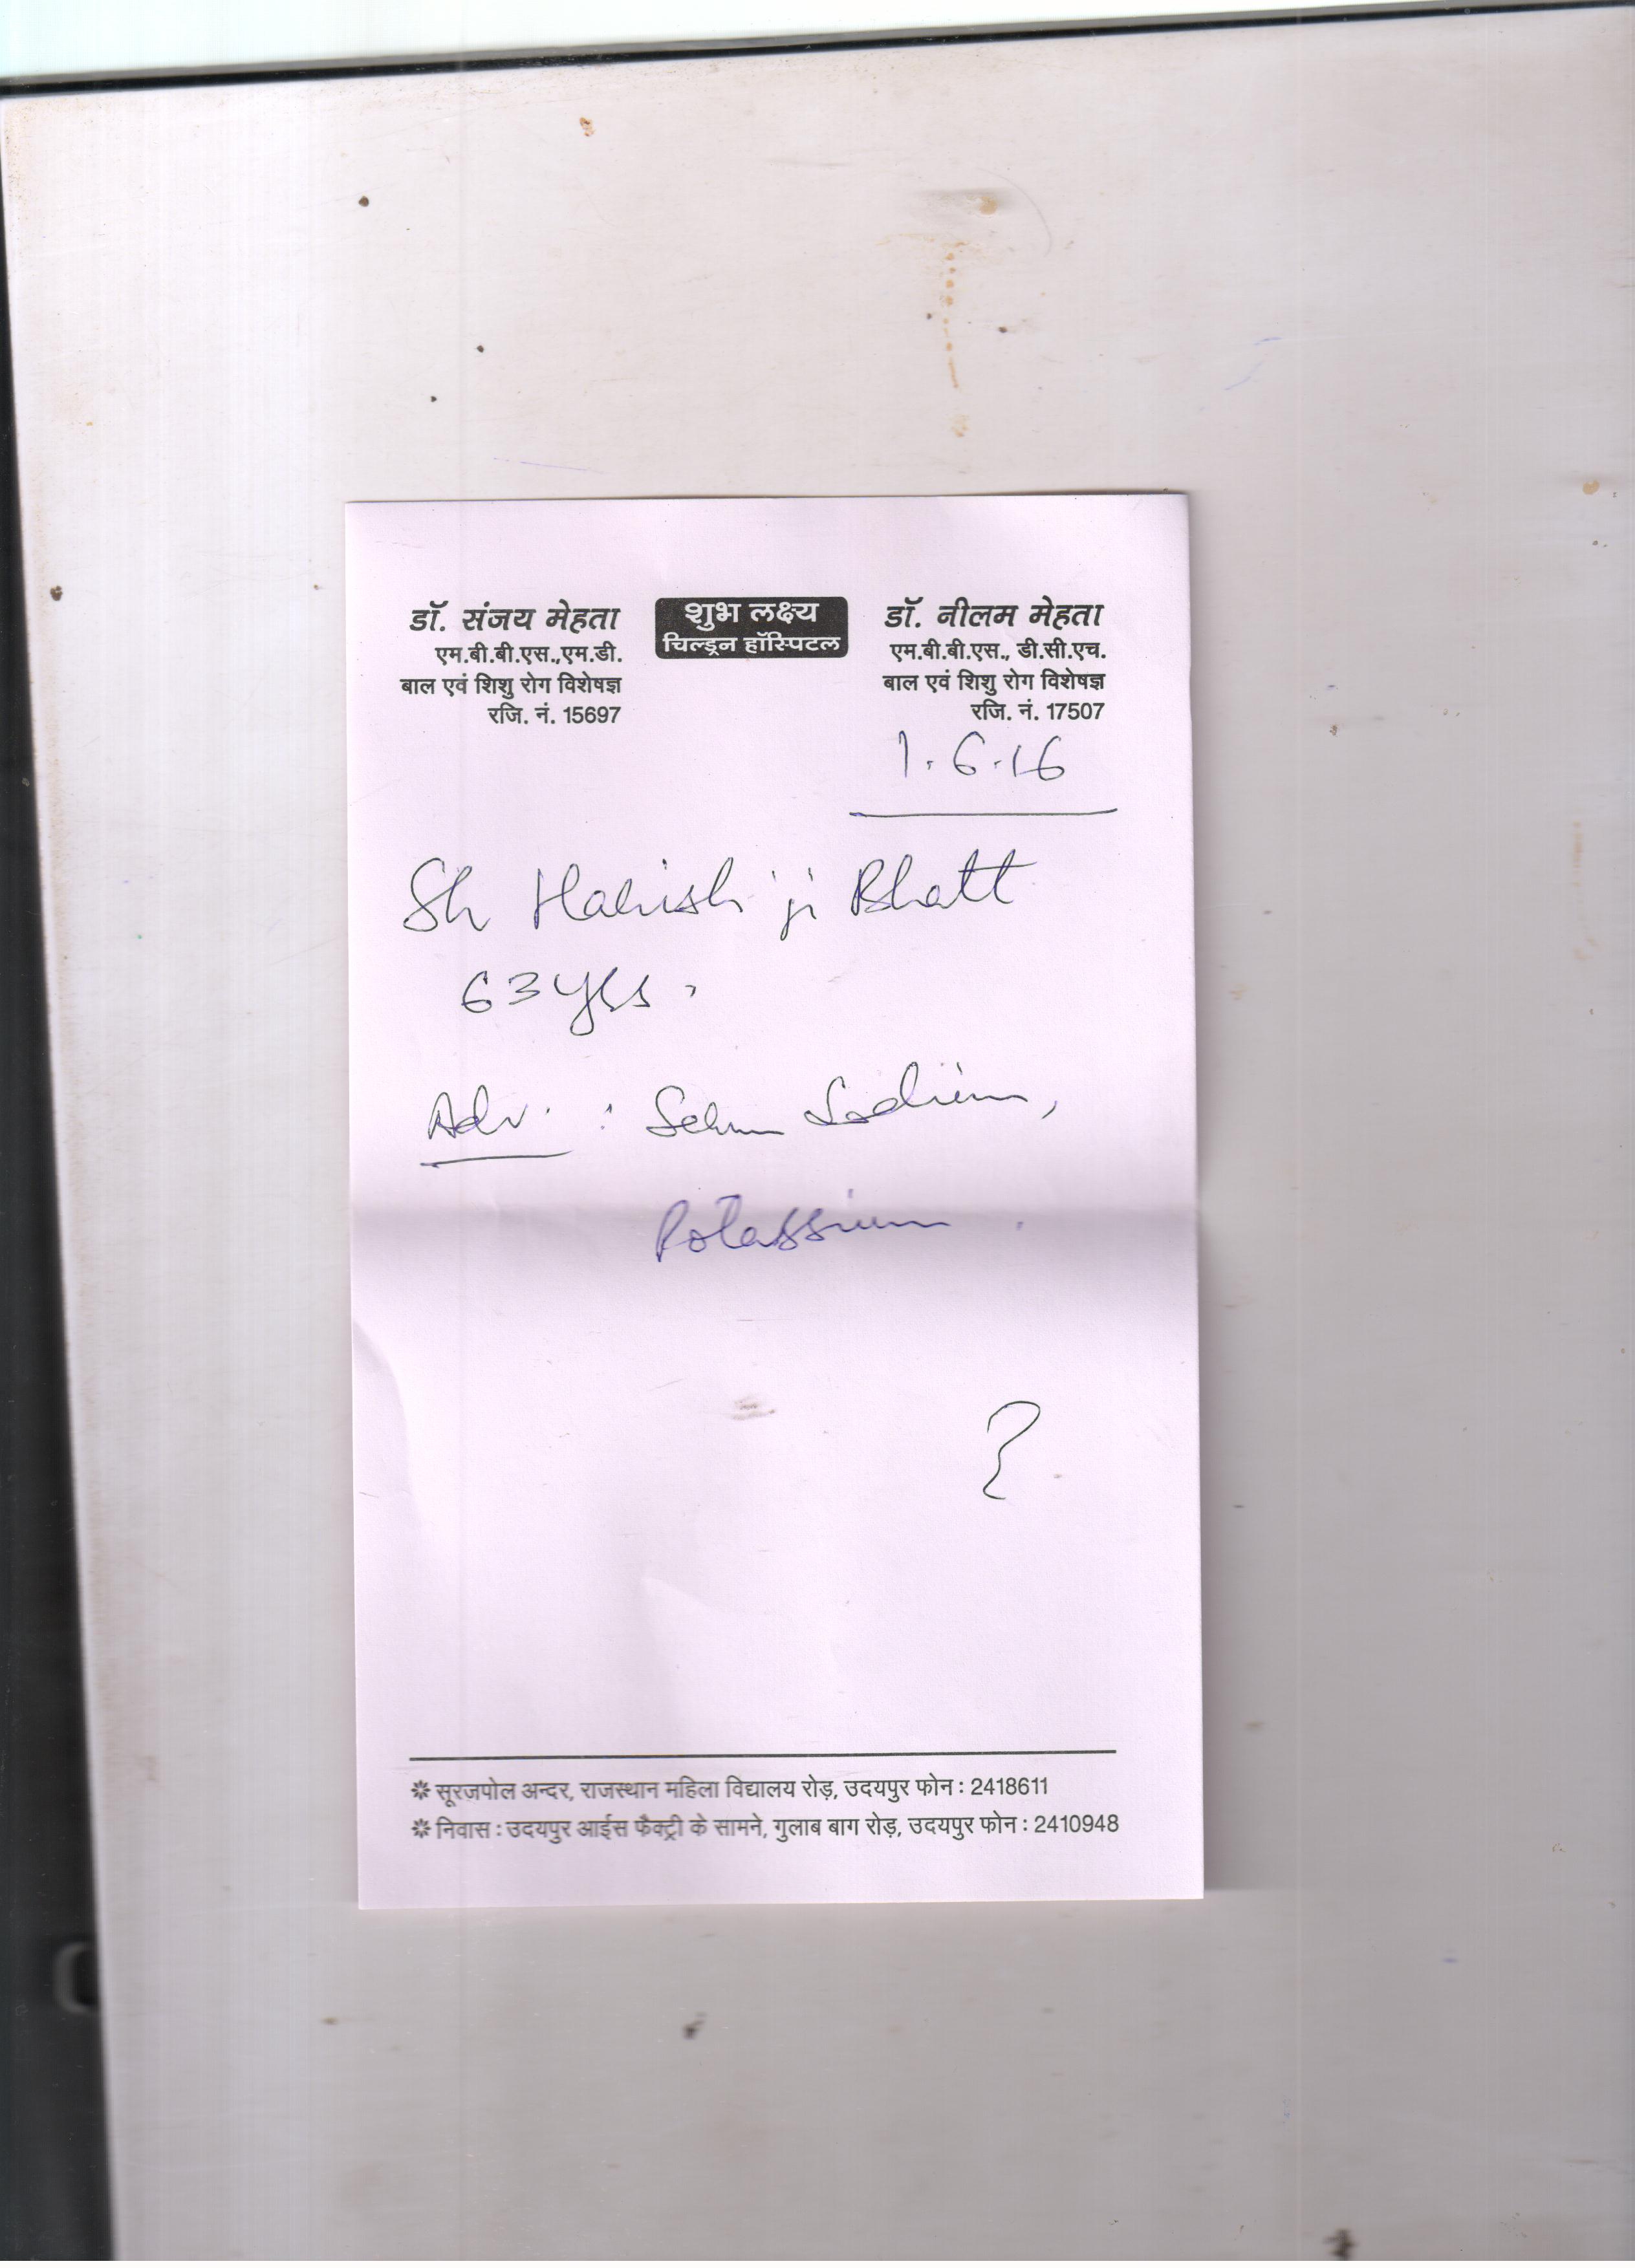 डॉ. संजय मेहता
एम.बी.बी.एस.,एम.डी.
बाल एवं शिशु रोग विशेषज्ञ
रजि. नं. 15697
शुभ लक्ष्य
चिल्ड्रन हॉस्पिटल
डॉ. नीलम मेहता
एम.बी.बी.एस., डी.सी.एच.
बाल एवं शिशु रोग विशेषज्ञ
रजि. नं. 17507
1.6.16
Sh Harish ji Bhatt
63 yrs.
Adv. : Serum Sodium,
Potassium.
❉ सूरजपोल अन्दर, राजस्थान महिला विद्यालय रोड़, उदयपुर फोन : 2418611
❉ निवास : उदयपुर आईस फैक्ट्री के सामने, गुलाब बाग रोड़, उदयपुर फोन : 2410948